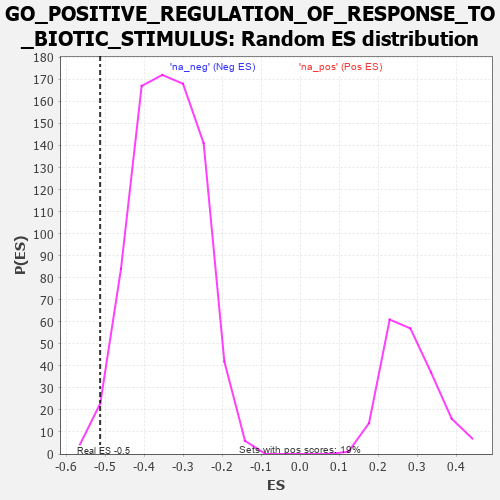 GO_POSITIVE_REGULATION_OF_RESPONSE_TO
_BIOTIC_STIMULUS: Random ES distribution
'na_neg' (Neg ES) 'na_pos' (Pos ES)
180
170
160
150
140
130
120
110
100
90
80
70
60
50
40
30
20
10
0
P(ES)
Real ES -0.5
Sets with pos scores: 19%
-0.6 -0.5 -0.4 -0.3 -0.2 -0.1 0.0 0.1 0.2 0.3 0.4
ES